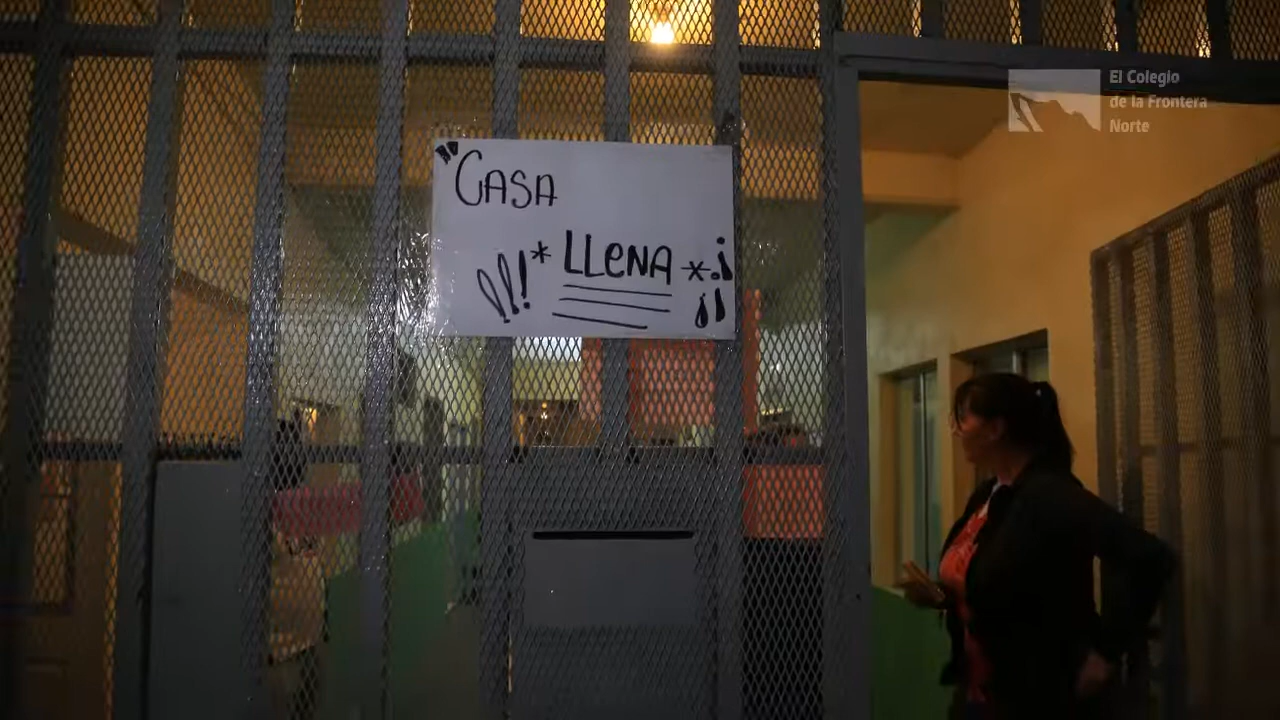 "CASA
!!!*LLENA*¡
¡¡
El Colegio
de la Frontera
Norte